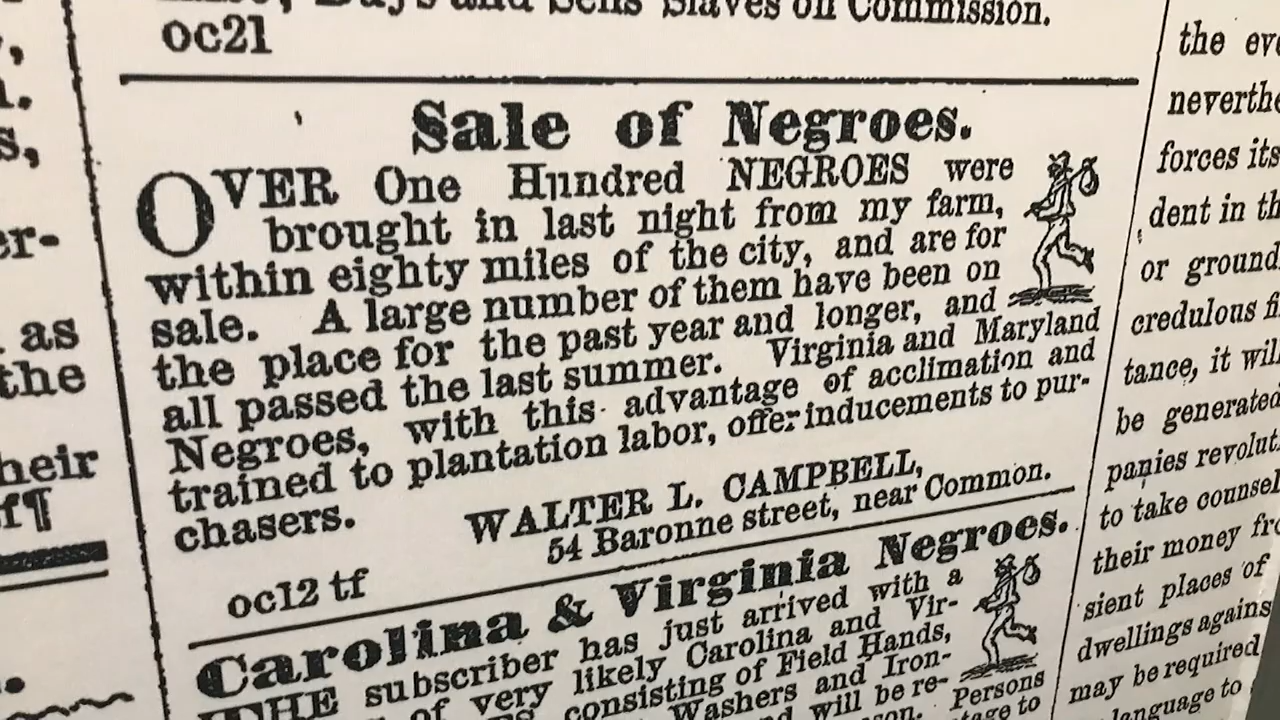 Slaves on Commission.
oc21
Sale of Negroes.
OVER One Hundred NEGROES were
brought in last night from my farm,
within eighty miles of the city, and are for
sale. A large number of them have been on
the place for the past year and longer, and
all passed the last summer. Virginia and Maryland
Negroes, with this advantage of acclimation and
trained to plantation labor, offer inducements to pur-
chasers.
WALTER L. CAMPBELL,
54 Baronne street, near Common.
oc12 tf
Carolina & Virginia Negroes.
THE subscriber has just arrived with a
of very likely Carolina and Vir-
consisting of Field Hands,
Washers and Iron-
will be re-
Persons
to
er-
as
the
heir
the
neverthe
forces its
dent in th
or ground
credulous
tance, it will
be generated
panies revolut
to take counsel
their money
sient places of
dwellings agains
may be required
language to